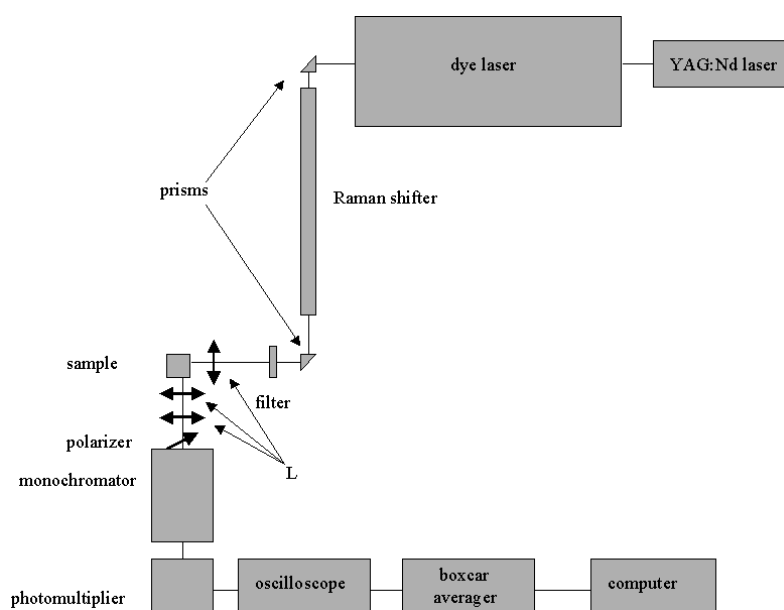 dye laser
YAG:Nd laser
prisms
Raman shifter
sample
filter
polarizer
L
monochromator
photomultiplier
oscilloscope
boxcar
averager
computer